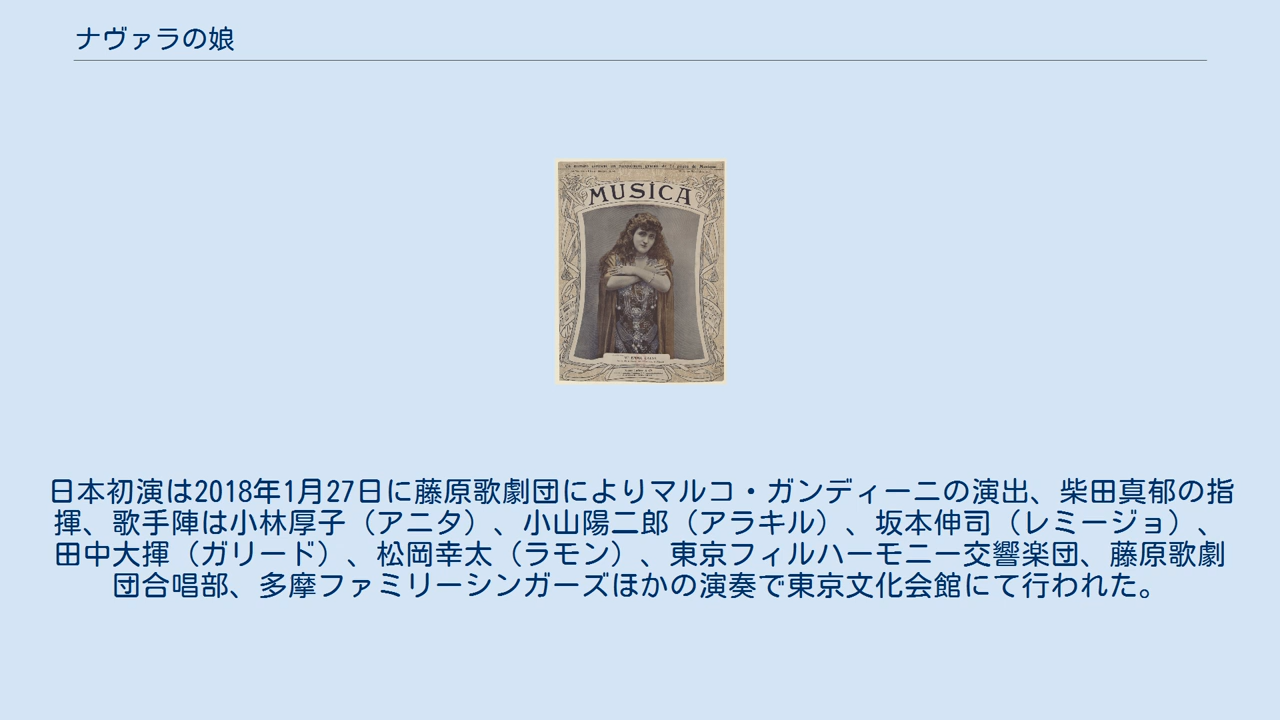 ナヴァラの娘
MUSICA
日本初演は2018年1月27日に藤原歌劇団によりマルコ・ガンディーニの演出、柴田真郁の指
揮、歌手陣は小林厚子（アニタ）、小山陽二郎（アラキル）、坂本伸司（レミージョ）、
田中大揮（ガリード）、松岡幸太（ラモン）、東京フィルハーモニー交響楽団、藤原歌劇
団合唱部、多摩ファミリーシンガーズほかの演奏で東京文化会館にて行われた。